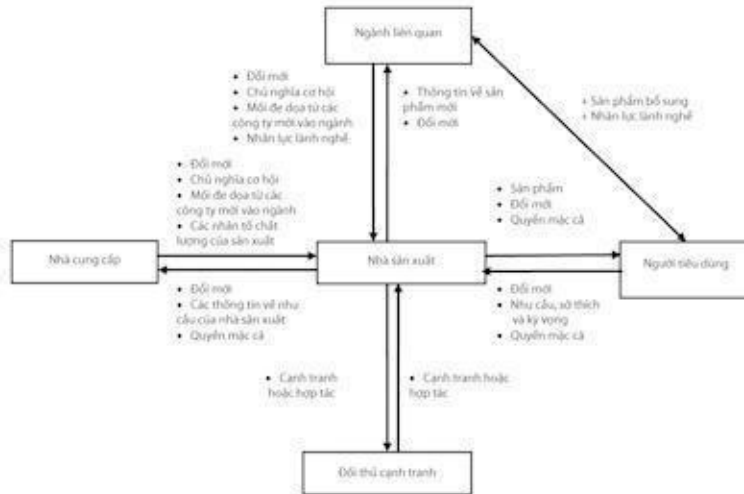 Ngành liên quan
• Đổi mới
• Chủ nghĩa cơ hội
• Mối đe dọa từ các
công ty mới vào ngành
• Nhân lực lành nghề
• Thông tin về sản
phẩm mới
• Đổi mới
+ Sản phẩm bổ sung
+ Nhân lực lành nghề
• Đổi mới
• Chủ nghĩa cơ hội
• Mối đe dọa từ các
công ty mới vào ngành
• Các nhân tố chất
lượng của sản xuất
• Sản phẩm
• Đổi mới
• Quyền mặc cả
Nhà cung cấp
Nhà sản xuất
Người tiêu dùng
• Đổi mới
• Các thông tin về nhu
cầu của nhà sản xuất
• Quyền mặc cả
• Đổi mới
• Nhu cầu, sở thích
và kỳ vọng
• Quyền mặc cả
• Cạnh tranh
hoặc hợp tác
• Cạnh tranh hoặc
hợp tác
Đối thủ cạnh tranh